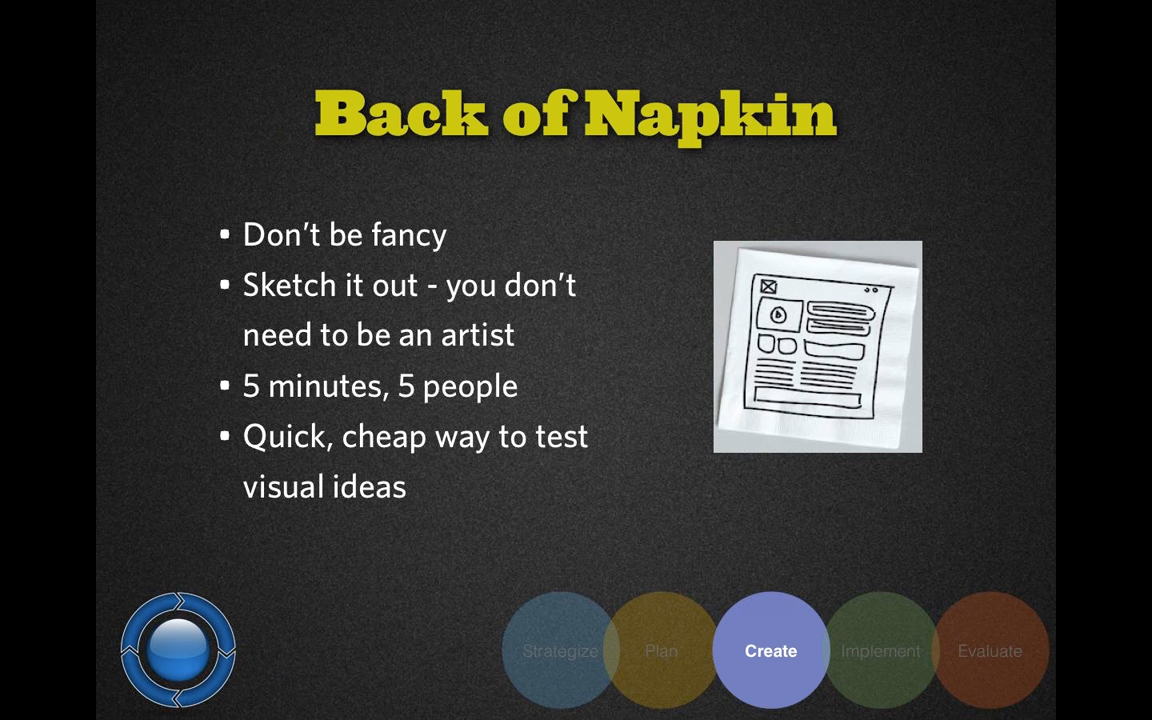 Back of Napkin
• Don’t be fancy
• Sketch it out - you don’t
need to be an artist
• 5 minutes, 5 people
• Quick, cheap way to test
visual ideas
Strategize
Plan
Create
Implement
Evaluate